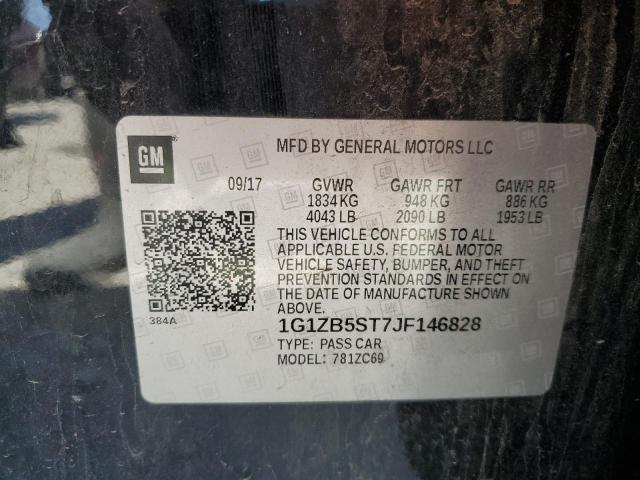 GM
MFD BY GENERAL MOTORS LLC
09/17 GVWR GAWR FRT GAWR RR
1834 KG 948 KG 886 KG
4043 LB 2090 LB 1953 LB
THIS VEHICLE CONFORMS TO ALL
APPLICABLE U.S. FEDERAL MOTOR
VEHICLE SAFETY, BUMPER, AND THEFT
PREVENTION STANDARDS IN EFFECT ON
THE DATE OF MANUFACTURE SHOWN
ABOVE.
384A
1G1ZB5ST7JF146828
TYPE: PASS CAR
MODEL: 781ZC69